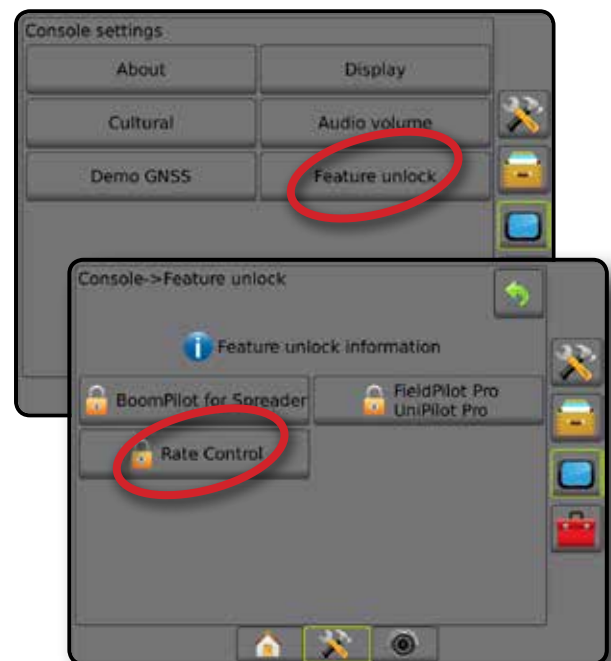 Console settings
About
Display
Cultural
Audio volume
Demo GNSS
Feature unlock
Console->Feature unlock
Feature unlock information
BoomPilot for Spreader
FieldPilot Pro
UniPilot Pro
Rate Control